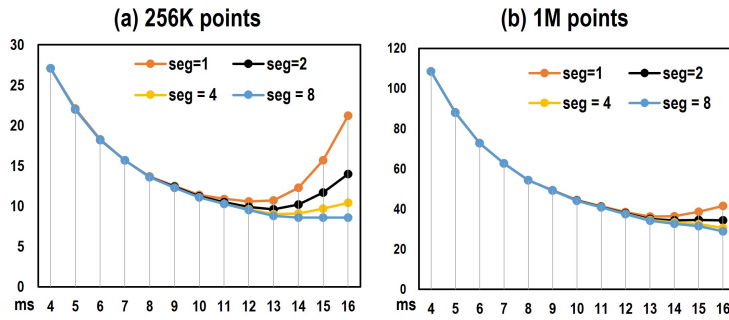 (a) 256K points
30
25
20
15
10
5
0
seg=1
seg=2
seg = 4
seg = 8
ms 4 5 6 7 8 9 10 11 12 13 14 15 16
(b) 1M points
120
100
80
60
40
20
0
seg=1
seg=2
seg = 4
seg = 8
ms 4 5 6 7 8 9 10 11 12 13 14 15 16